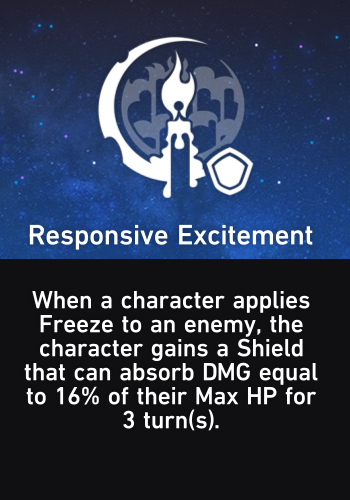 Responsive Excitement
When a character applies
Freeze to an enemy, the
character gains a Shield
that can absorb DMG equal
to 16% of their Max HP for
3 turn(s).